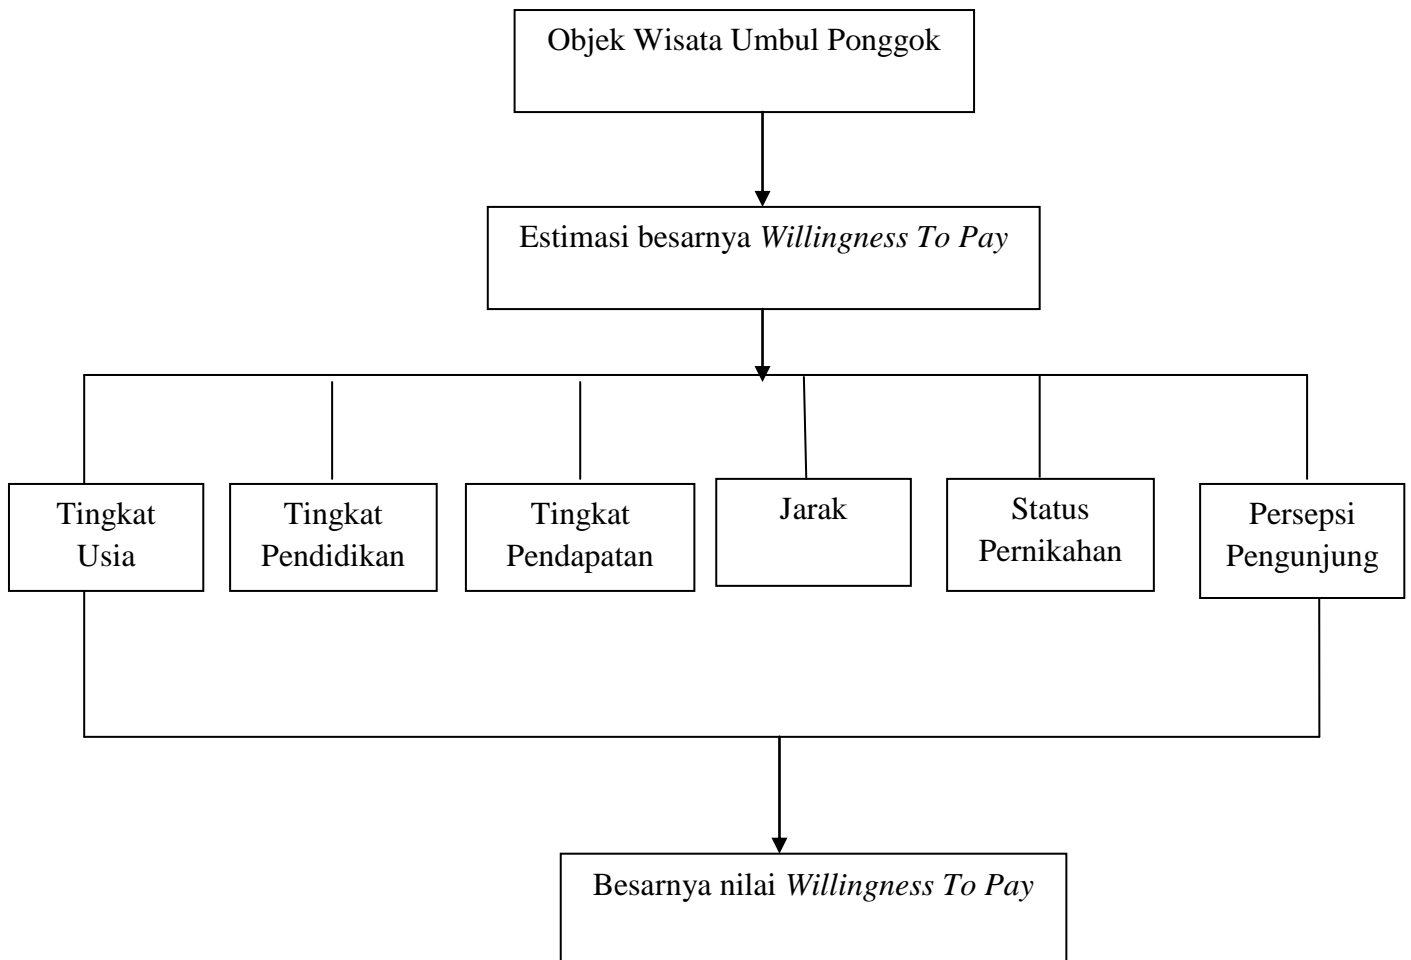 Objek Wisata Umbul Ponggok
Estimasi besarnya Willingness To Pay
Tingkat
Usia
Tingkat
Pendidikan
Tingkat
Pendapatan
Jarak
Status
Pernikahan
Persepsi
Pengunjung
Besarnya nilai Willingness To Pay